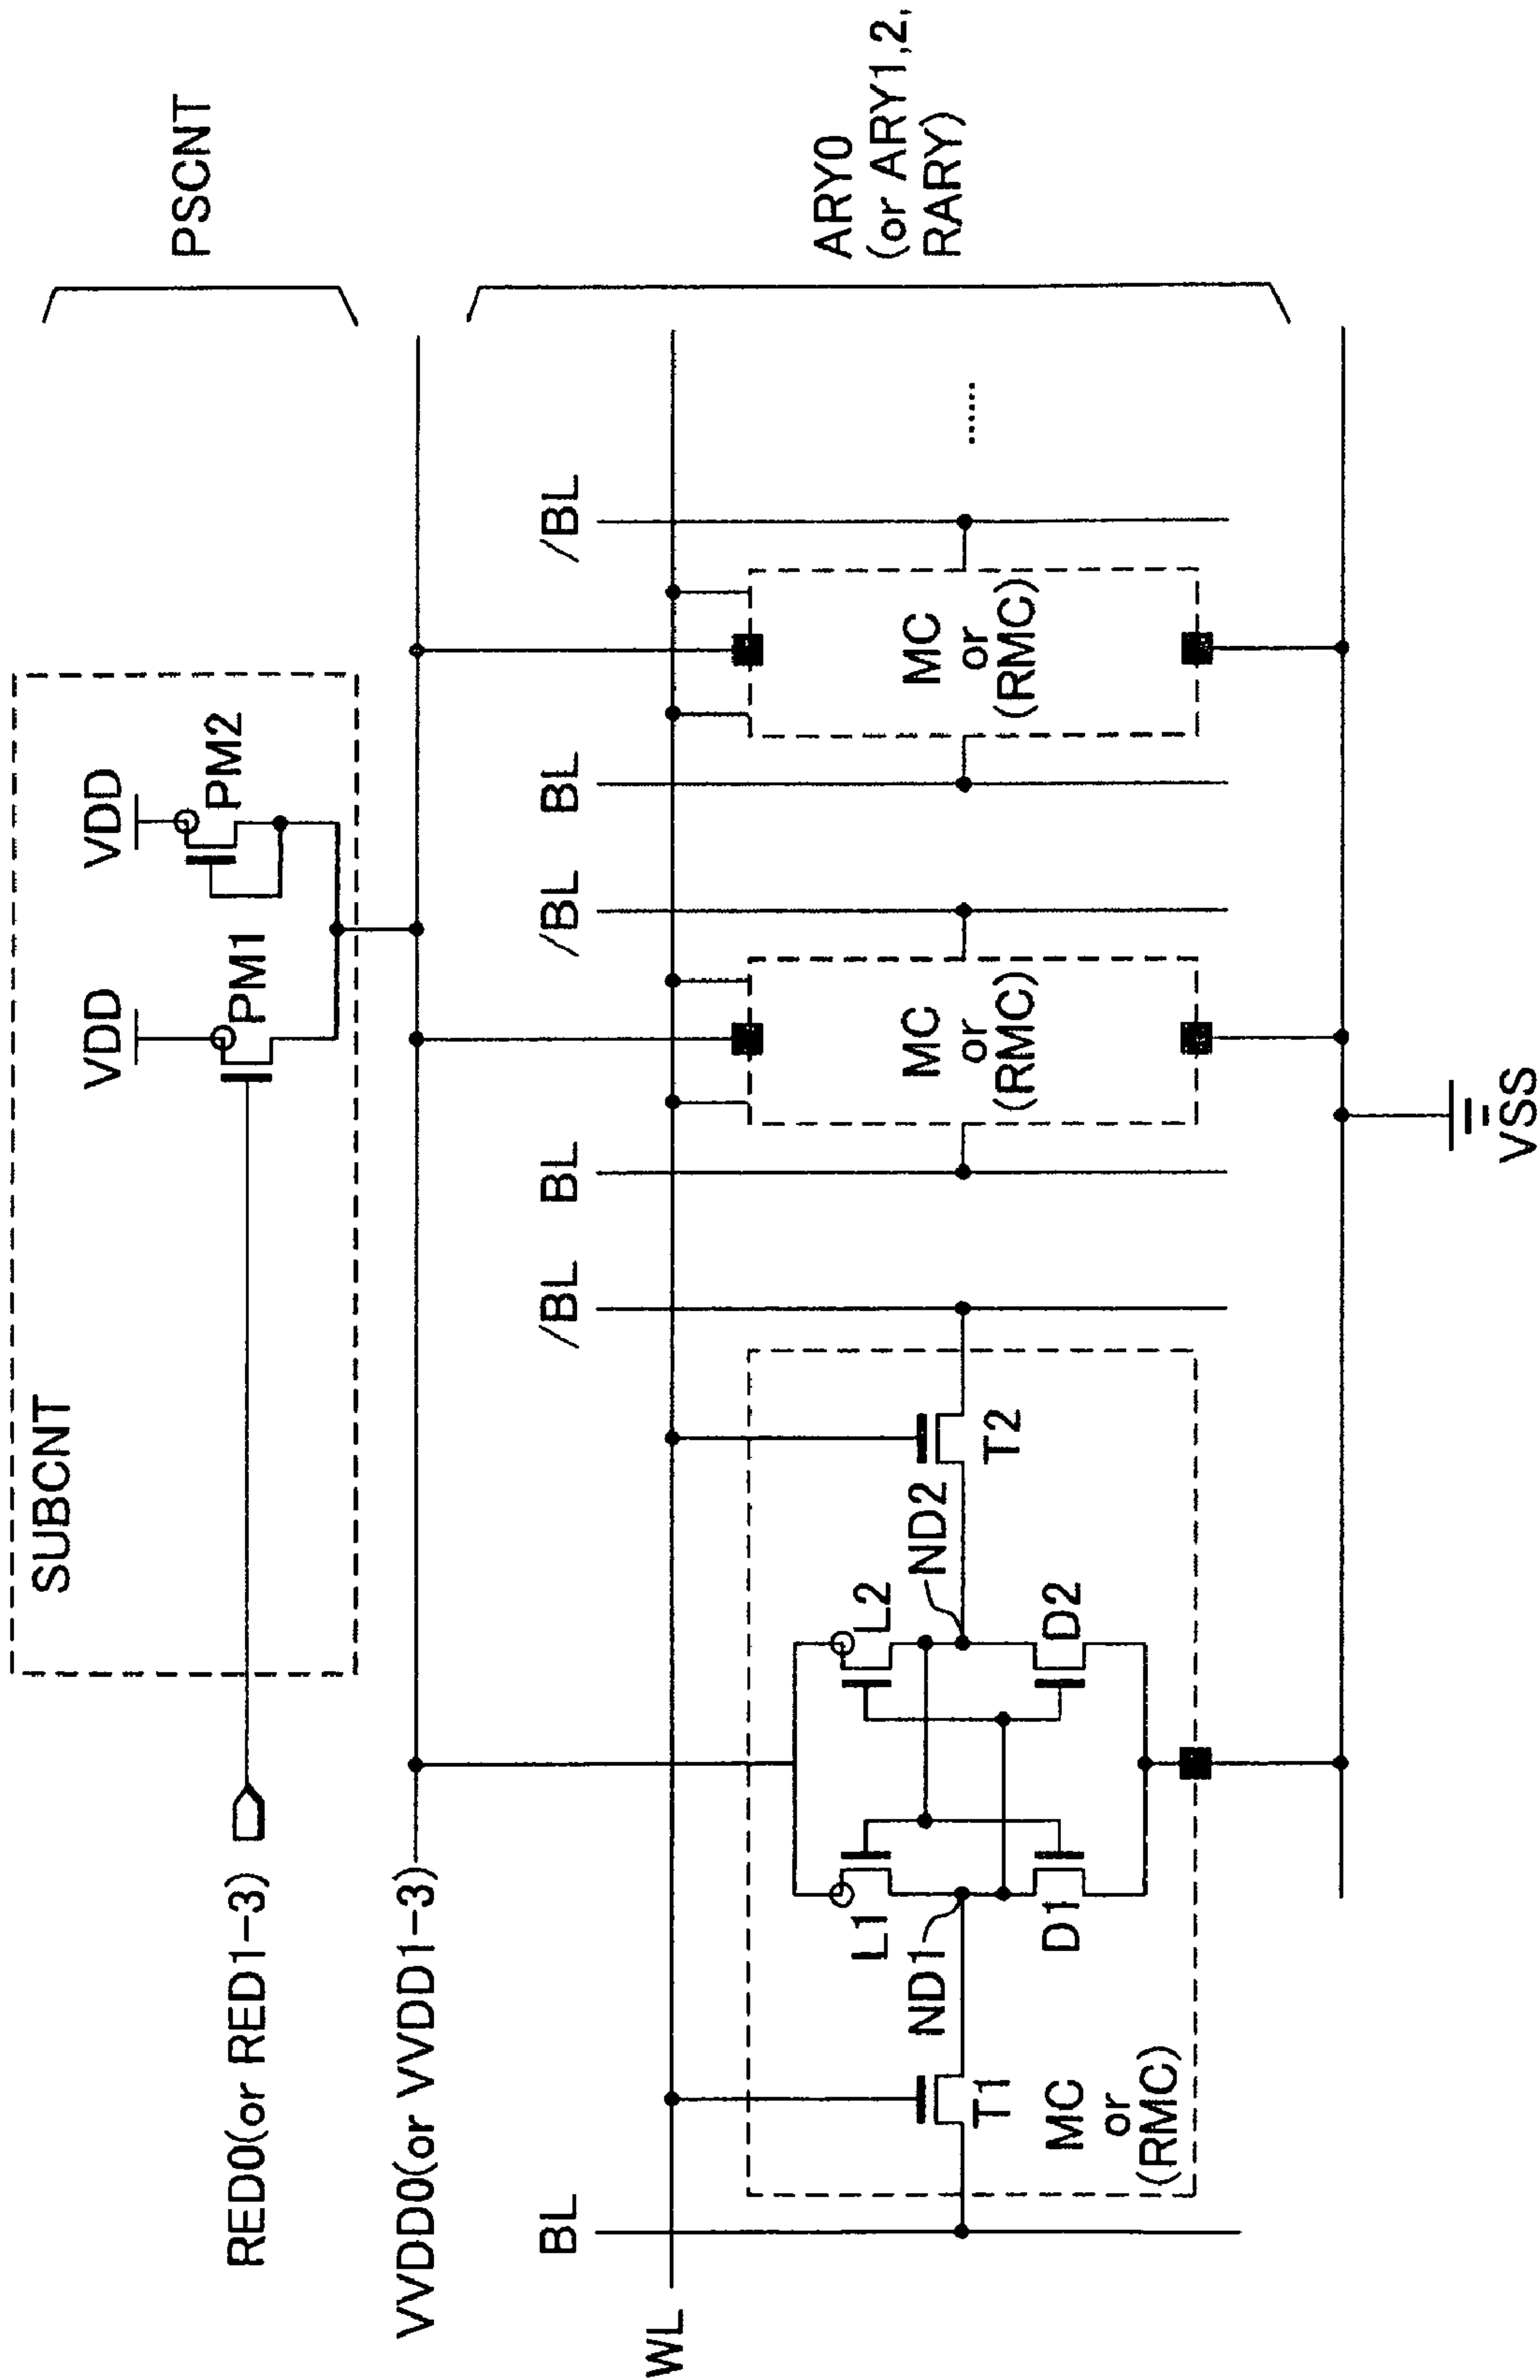 PSCNT
SUBCNT
VDD
VDD
PM1
PM2
RED0(or RED1-3)
VVDD0(or VVDD1-3)
ARY0
(or ARY1,2,
RARY)
BL
/BL
BL
/BL
BL
/BL
WL
L1
L2
ND1
ND2
T1
T2
D1
D2
MC
or
(RMC)
MC
or
(RMC)
MC
or
(RMC)
......
VSS